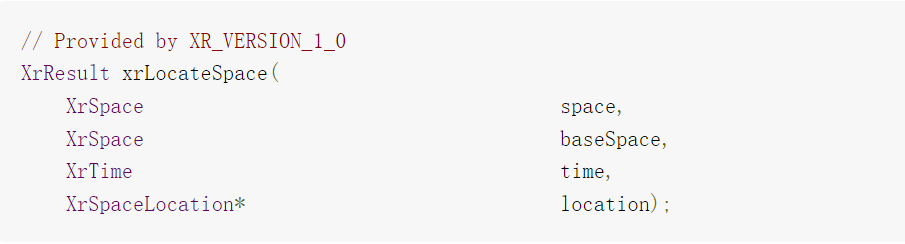 // Provided by XR_VERSION_1_0
XrResult xrLocateSpace(
    XrSpace                                     space,
    XrSpace                                     baseSpace,
    XrTime                                      time,
    XrSpaceLocation*                            location);